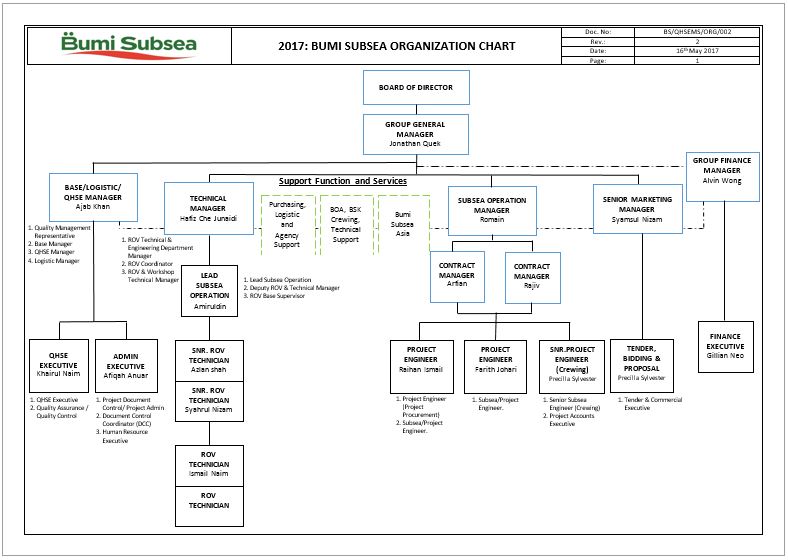 Bumi Subsea
2017: BUMI SUBSEA ORGANIZATION CHART
Doc. No: BS/QHSEMS/ORG/002
Rev.: 2
Date: 16th May 2017
Page: 1
BOARD OF DIRECTOR
GROUP GENERAL
MANAGER
Jonathan Quek
GROUP FINANCE
MANAGER
Alvin Wong
Support Function and Services
BASE/LOGISTIC/
QHSE MANAGER
Ajab Khan
1. Quality Management
Representative
2. Base Manager
3. QHSE Manager
4. Logistic Manager
TECHNICAL
MANAGER
Hafiz Che Junaidi
1. ROV Technical &
Engineering Department
Manager
2. ROV Coordinator
3. ROV & Workshop
Technical Manager
Purchasing,
Logistic
and
Agency
Support
BOA, BSK
Crewing,
Technical
Support
Bumi
Subsea
Asia
SUBSEA OPERATION
MANAGER
Romain
SENIOR MARKETING
MANAGER
Syamsul Nizam
LEAD
SUBSEA
OPERATION
Amiruldin
1. Lead Subsea Operation
2. Deputy ROV & Technical Manager
3. ROV Base Supervisor
CONTRACT
MANAGER
Arfian
CONTRACT
MANAGER
Rajiv
QHSE
EXECUTIVE
Khairul Naim
1. QHSE Executive
2. Quality Assurance /
Quality Control
ADMIN
EXECUTIVE
Afiqah Anuar
1. Project Document
Control/ Project Admin
2. Document Control
Coordinator (DCC)
3. Human Resource
Executive
SNR. ROV
TECHNICIAN
Azlan shah
SNR. ROV
TECHNICIAN
Syahrul Nizam
ROV
TECHNICIAN
Ismail Naim
ROV
TECHNICIAN
PROJECT
ENGINEER
Raihan Ismail
1. Project Engineer
(Project
Procurement)
2. Subsea/Project
Engineer.
PROJECT
ENGINEER
Farith Johari
1. Subsea/Project
Engineer.
SNR.PROJECT
ENGINEER
(Crewing)
Precilla Sylvester
1. Senior Subsea
Engineer (Crewing)
2. Project Accounts
Executive
TENDER,
BIDDING &
PROPOSAL
Precilla Sylvester
1. Tender & Commercial
Executive
FINANCE
EXECUTIVE
Gillian Neo